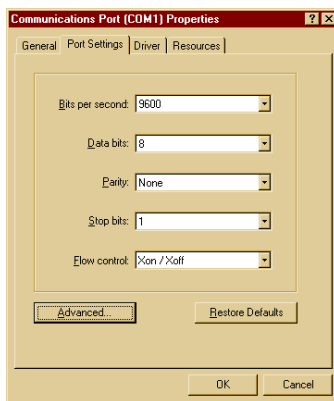 Communications Port (COM1) Properties
General Port Settings Driver Resources
Bits per second: 9600
Data bits: 8
Parity: None
Stop bits: 1
Flow control: Xon / Xoff
Advanced... Restore Defaults
OK Cancel